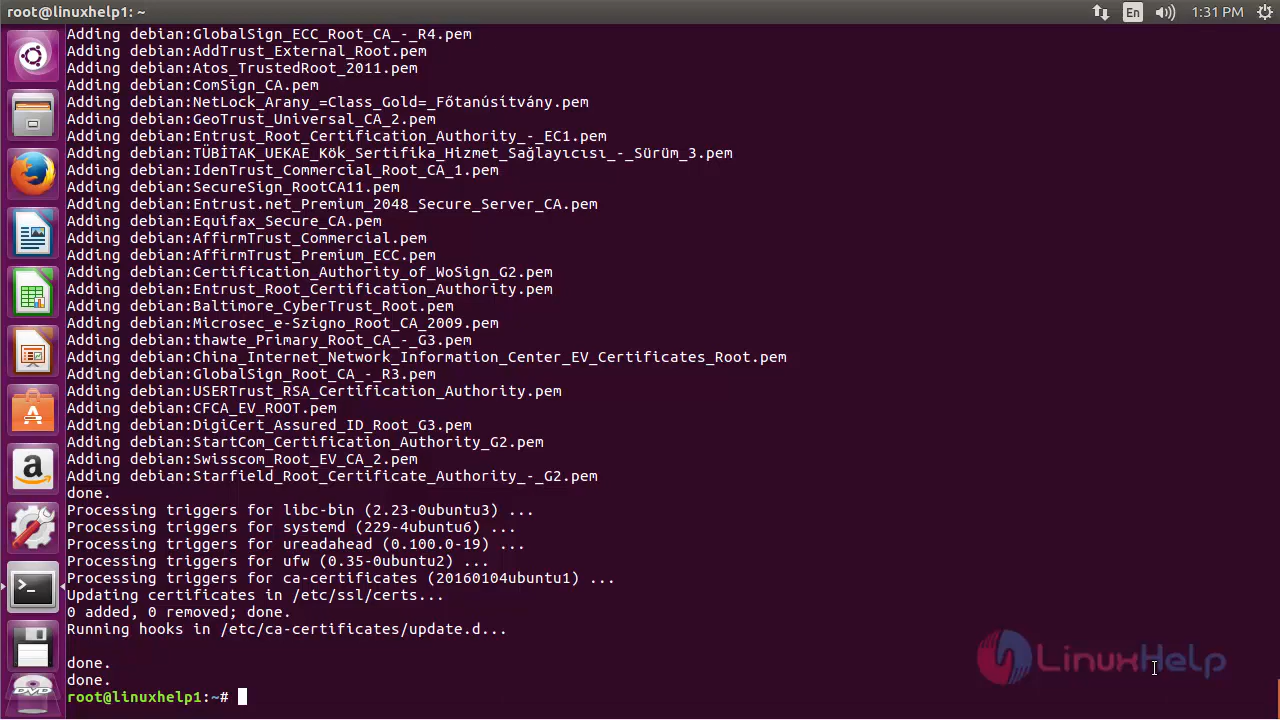 root@linuxhelp1: ~
En
1:31 PM
Adding debian:GlobalSign_ECC_Root_CA_-_R4.pem
Adding debian:AddTrust_External_Root.pem
Adding debian:Atos_TrustedRoot_2011.pem
Adding debian:ComSign_CA.pem
Adding debian:NetLock_Arany_=Class_Gold=_Főtanúsítvány.pem
Adding debian:GeoTrust_Universal_CA_2.pem
Adding debian:Entrust_Root_Certification_Authority_-_EC1.pem
Adding debian:TÜBİTAK_UEKAE_Kök_Sertifika_Hizmet_Sağlayıcısı_-_Sürüm_3.pem
Adding debian:IdenTrust_Commercial_Root_CA_1.pem
Adding debian:SecureSign_RootCA11.pem
Adding debian:Entrust.net_Premium_2048_Secure_Server_CA.pem
Adding debian:Equifax_Secure_CA.pem
Adding debian:AffirmTrust_Commercial.pem
Adding debian:AffirmTrust_Premium_ECC.pem
Adding debian:Certification_Authority_of_WoSign_G2.pem
Adding debian:Entrust_Root_Certification_Authority.pem
Adding debian:Baltimore_CyberTrust_Root.pem
Adding debian:Microsec_e-Szigno_Root_CA_2009.pem
Adding debian:thawte_Primary_Root_CA_-_G3.pem
Adding debian:China_Internet_Network_Information_Center_EV_Certificates_Root.pem
Adding debian:GlobalSign_Root_CA_-_R3.pem
Adding debian:USERTrust_RSA_Certification_Authority.pem
Adding debian:CFCA_EV_ROOT.pem
Adding debian:DigiCert_Assured_ID_Root_G3.pem
Adding debian:StartCom_Certification_Authority_G2.pem
Adding debian:Swisscom_Root_EV_CA_2.pem
Adding debian:Starfield_Root_Certificate_Authority_-_G2.pem
done.
Processing triggers for libc-bin (2.23-0ubuntu3) ...
Processing triggers for systemd (229-4ubuntu6) ...
Processing triggers for ureadahead (0.100.0-19) ...
Processing triggers for ufw (0.35-0ubuntu2) ...
Processing triggers for ca-certificates (20160104ubuntu1) ...
Updating certificates in /etc/ssl/certs...
0 added, 0 removed; done.
Running hooks in /etc/ca-certificates/update.d...
done.
done.
root@linuxhelp1:~#
LinuxHelp